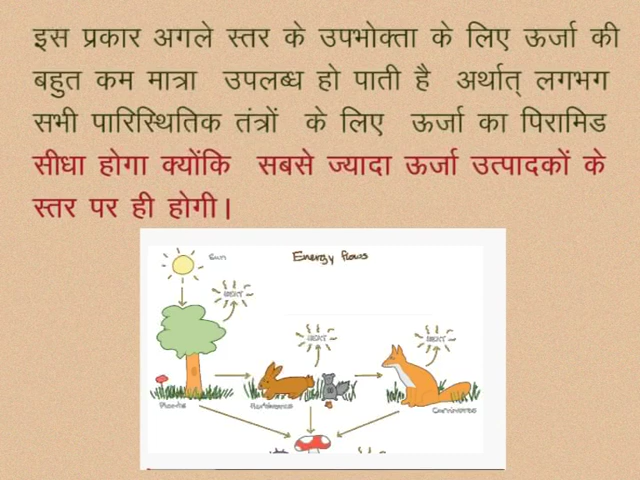 इस प्रकार अगले स्तर के उपभोक्ता के लिए ऊर्जा की
बहुत कम मात्रा उपलब्ध हो पाती है अर्थात् लगभग
सभी पारिस्थितिक तंत्रों के लिए ऊर्जा का पिरामिड
सीधा होगा क्योंकि सबसे ज्यादा ऊर्जा उत्पादकों के
स्तर पर ही होगी।
Sun
Energy flows
HEAT
HEAT
HEAT
Plants
Herbivores
Carnivores